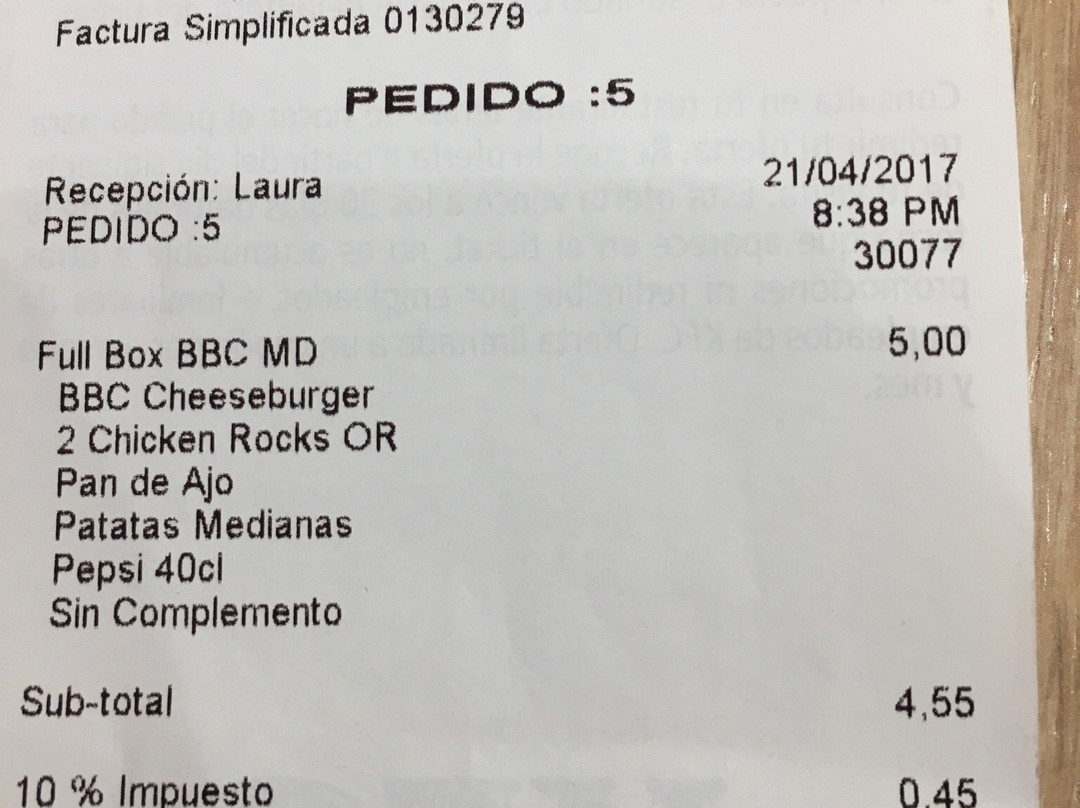 Factura Simplificada 0130279
PEDIDO :5
Recepción: Laura 21/04/2017
PEDIDO :5 8:38 PM
30077
Full Box BBC MD 5,00
BBC Cheeseburger
2 Chicken Rocks OR
Pan de Ajo
Patatas Medianas
Pepsi 40cl
Sin Complemento
Sub-total 4,55
10 % Impuesto 0,45